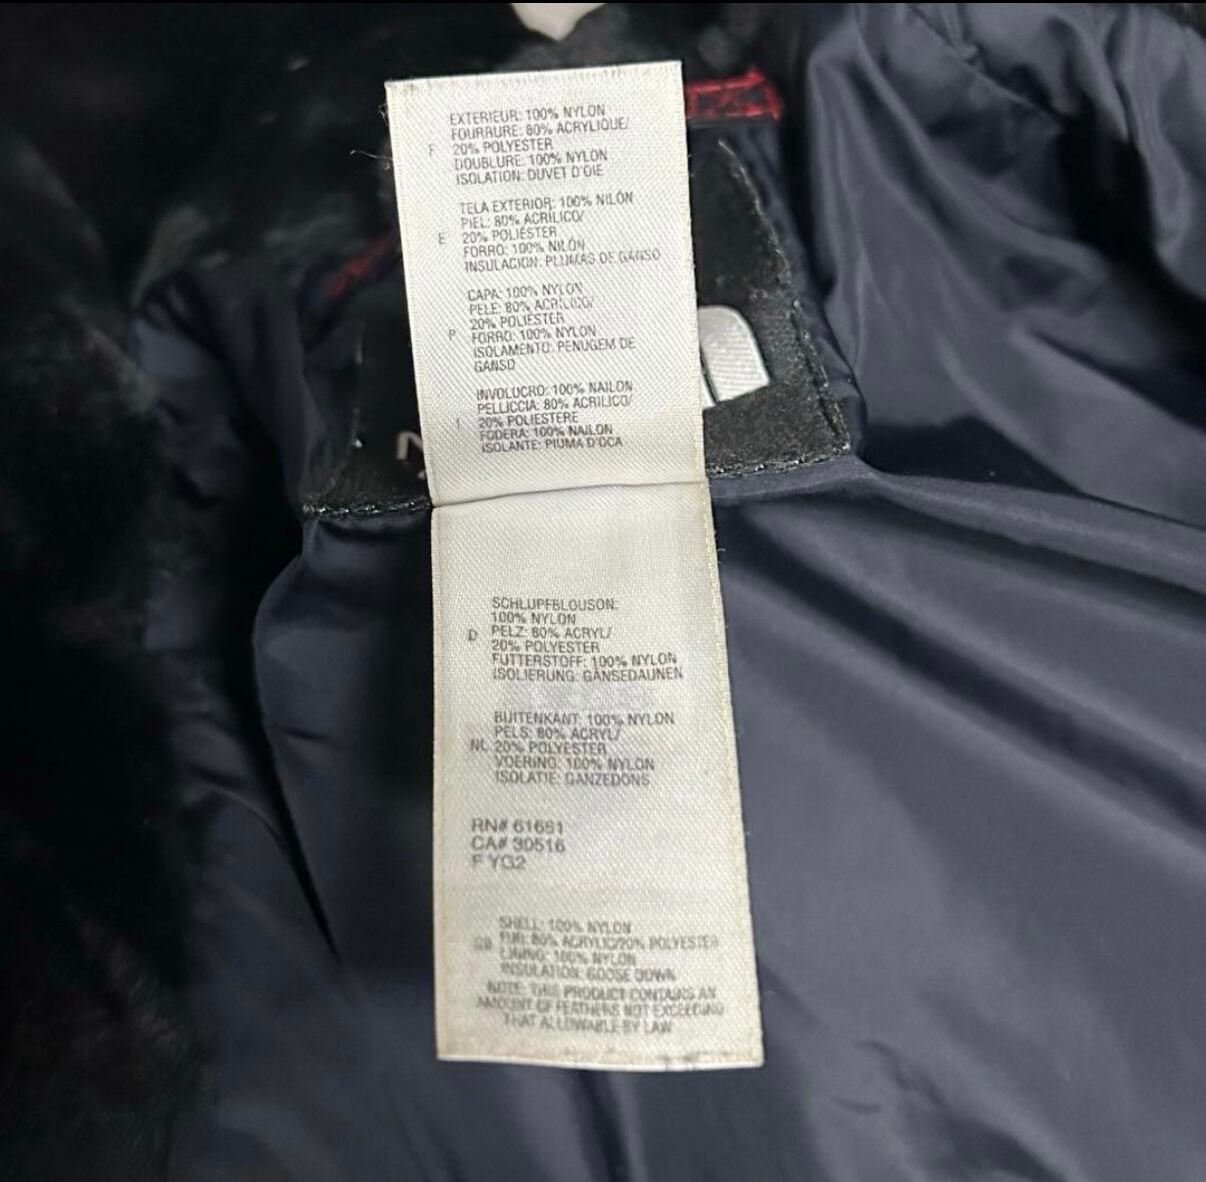 EXTERIEUR: 100% NYLON
FOURRURE: 80% ACRYLIQUE/
F 20% POLYESTER
DOUBLURE: 100% NYLON
ISOLATION: DUVET D'OIE
TELA EXTERIOR: 100% NILÓN
PIEL: 80% ACRILICO/
E 20% POLIÉSTER
FORRO: 100% NILÓN
INSULACION: PLUMAS DE GANSO
CAPA: 100% NYLON
PELE: 80% ACRILICO/
20% POLIESTER
P FORRO: 100% NYLON
ISOLAMENTO: PENUGEM DE
GANSO
INVOLUCRO: 100% NAILON
PELLICCIA: 80% ACRILICO/
I 20% POLIESTERE
FODERA: 100% NAILON
ISOLANTE: PIUMA D'OCA
SCHLUPFBLOUSON:
100% NYLON
D PELZ: 80% ACRYL/
20% POLYESTER
FUTTERSTOFF: 100% NYLON
ISOLIERUNG: GÄNSEDAUNEN
BUITENKANT: 100% NYLON
PELS: 80% ACRYL/
NL 20% POLYESTER
VOERING: 100% NYLON
ISOLATIE: GANZEDONS
RN# 61661
CA# 30516
F YG2
SHELL: 100% NYLON
GB FUR: 80% ACRYLIC/20% POLYESTER
LINING: 100% NYLON
INSULATION: GOOSE DOWN
NOTE: THIS PRODUCT CONTAINS AN
AMOUNT OF FEATHERS NOT EXCEEDING
THAT ALLOWABLE BY LAW